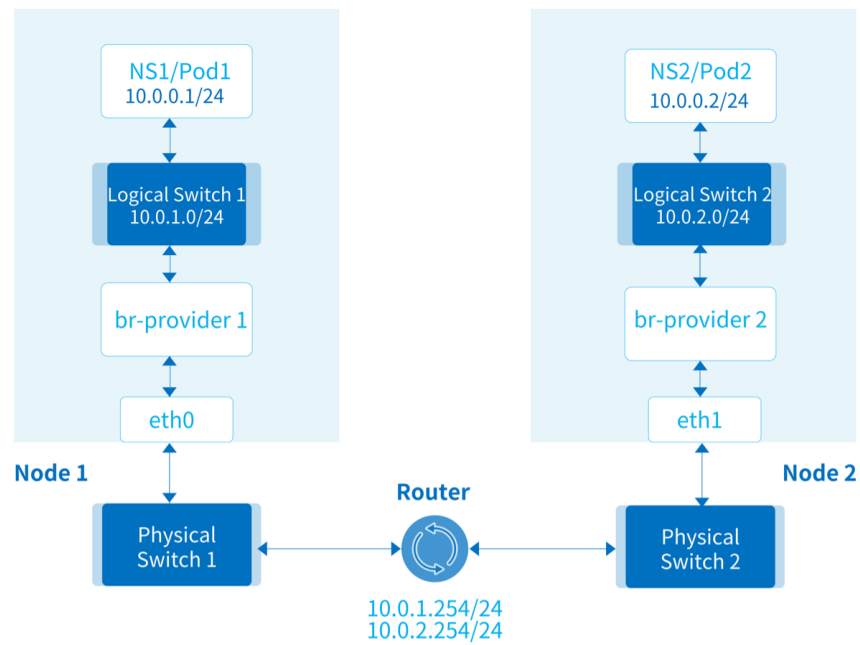 NS1/Pod1
10.0.0.1/24
Logical Switch 1
10.0.1.0/24
br-provider 1
eth0
Node 1
Physical
Switch 1
NS2/Pod2
10.0.0.2/24
Logical Switch 2
10.0.2.0/24
br-provider 2
eth1
Node 2
Physical
Switch 2
Router
10.0.1.254/24
10.0.2.254/24